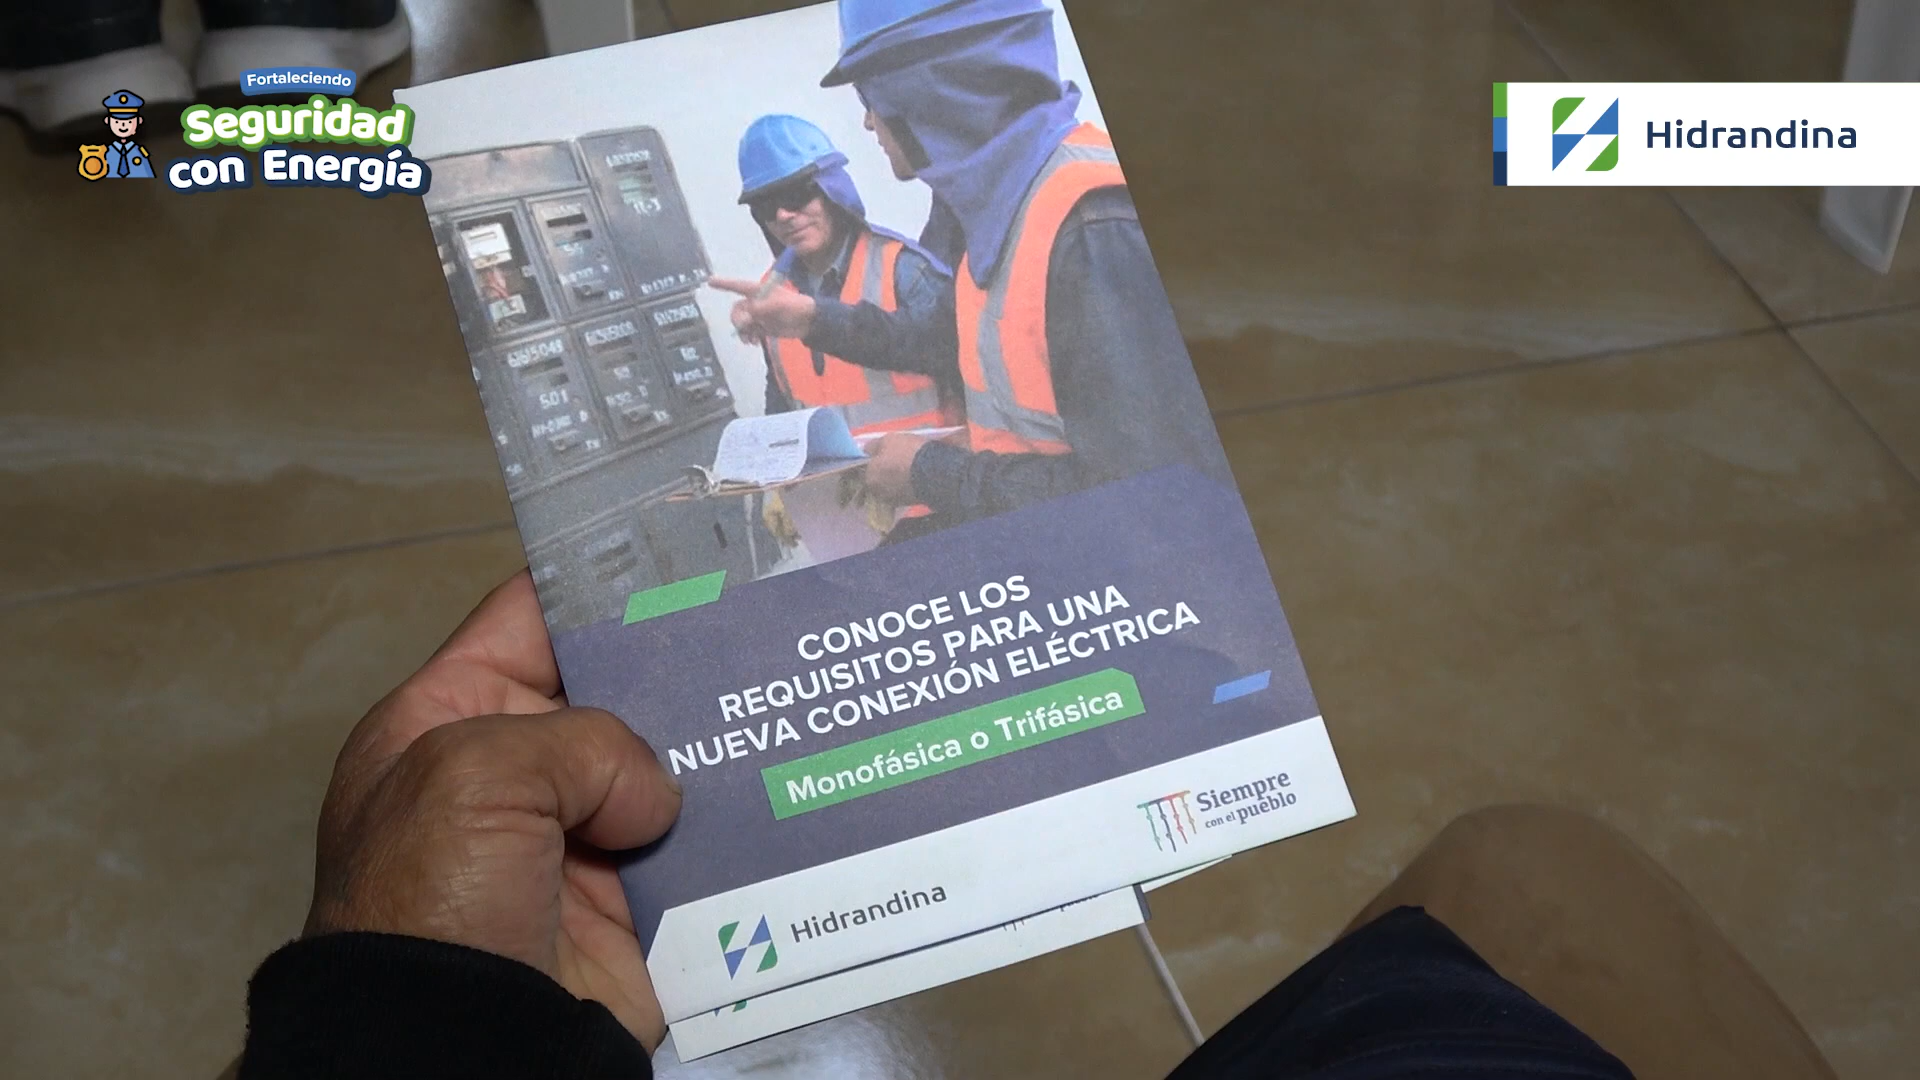 Fortaleciendo
Seguridad
con Energía
Hidrandina
501
CONOCE LOS
REQUISITOS PARA UNA
NUEVA CONEXIÓN ELÉCTRICA
Monofásica o Trifásica
Siempre
con el pueblo
Hidrandina